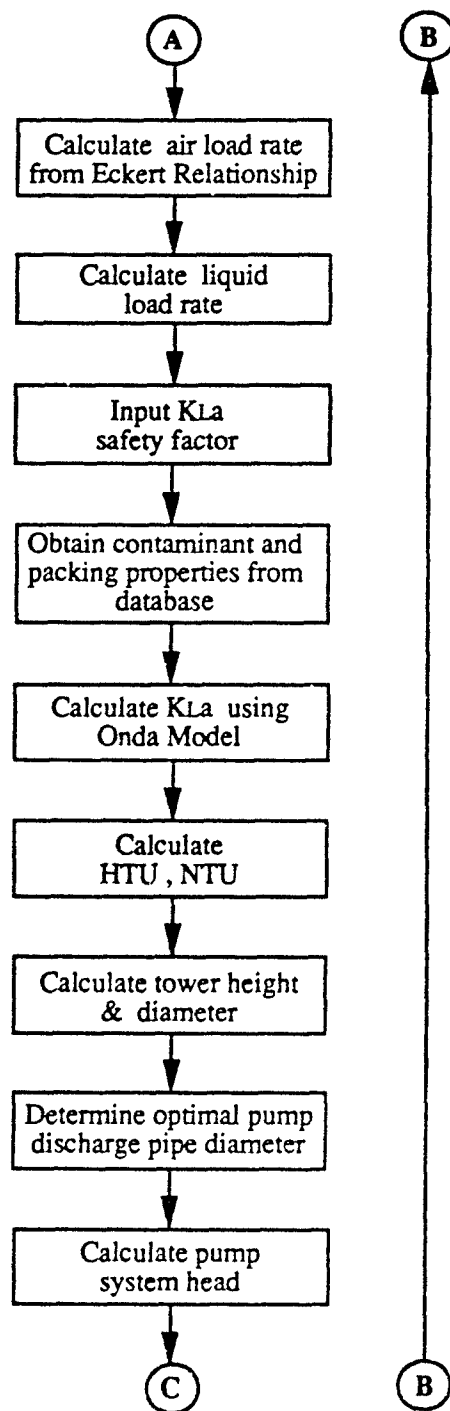 A
B
Calculate air load rate
from Eckert Relationship
Calculate liquid
load rate
Input KLa
safety factor
Obtain contaminant and
packing properties from
database
Calculate KLa using
Onda Model
Calculate
HTU , NTU
Calculate tower height
& diameter
Determine optimal pump
discharge pipe diameter
Calculate pump
system head
C
B